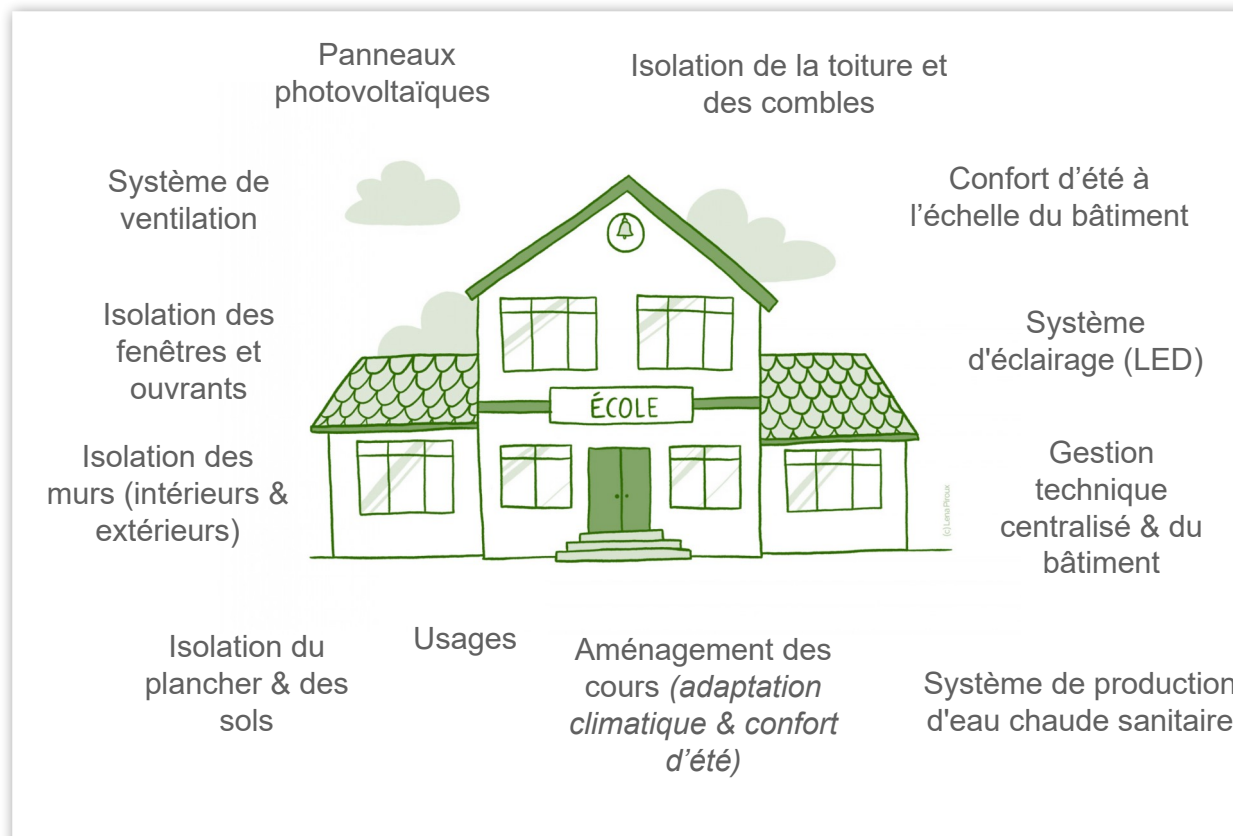 Panneaux
photovoltaïques
Isolation de la toiture et
des combles
Système de
ventilation
Confort d’été à
l’échelle du bâtiment
Isolation des
fenêtres et
ouvrants
Système
d'éclairage (LED)
ÉCOLE
Isolation des
murs (intérieurs &
extérieurs)
Gestion
technique
centralisé & du
bâtiment
(c) Lena Piroux
Isolation du
plancher & des
sols
Usages
Aménagement des
cours (adaptation
climatique & confort
d’été)
Système de production
d'eau chaude sanitaire